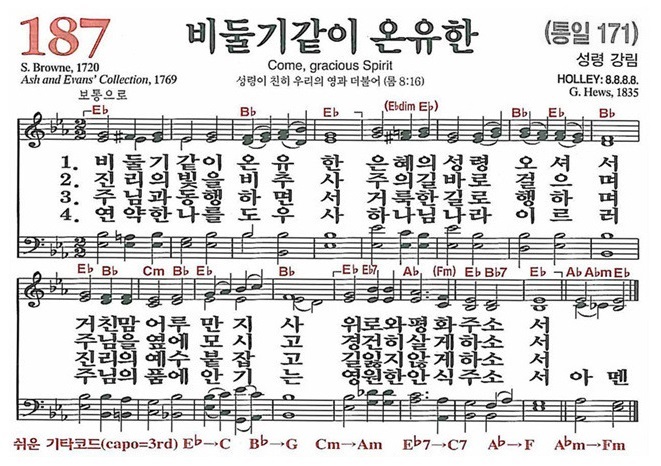 187 비둘기같이 온유한 (통일 171)
S. Browne, 1720 Come, gracious Spirit 성령 강림
Ash and Evans' Collection, 1769 성령이 친히 우리의 영과 더불어 (롬 8:16) HOLLEY: 8.8.8.8.
보통으로 G. Hews, 1835
E♭ B♭ E♭ (E♭dim E♭) B♭ E♭ B♭
1. 비둘기같이 온유한 은혜의성령 오셔서
2. 진리의빛을 비추사 주의길바로 걸으며
3. 주님과동행하면서 거룩한길로 행하며
4. 연약한나를 도우사 하나님나라 이르러
E♭ B♭ Cm B♭ E♭ B♭ E♭ E♭7 A♭ (Fm) E♭ B♭7 E♭ A♭ A♭m E♭
거친맘 어루만지사 위로와평화주소서
주님을 옆에 모시고 경건히살게하소서
진리의 예수 붙잡고 길잃지않게하소서
주님의 품에 안기는 영원한안식주소서 아멘
쉬운 기타코드(capo=3rd) E♭→C B♭→G Cm→Am E♭7→C7 A♭→F A♭m→Fm